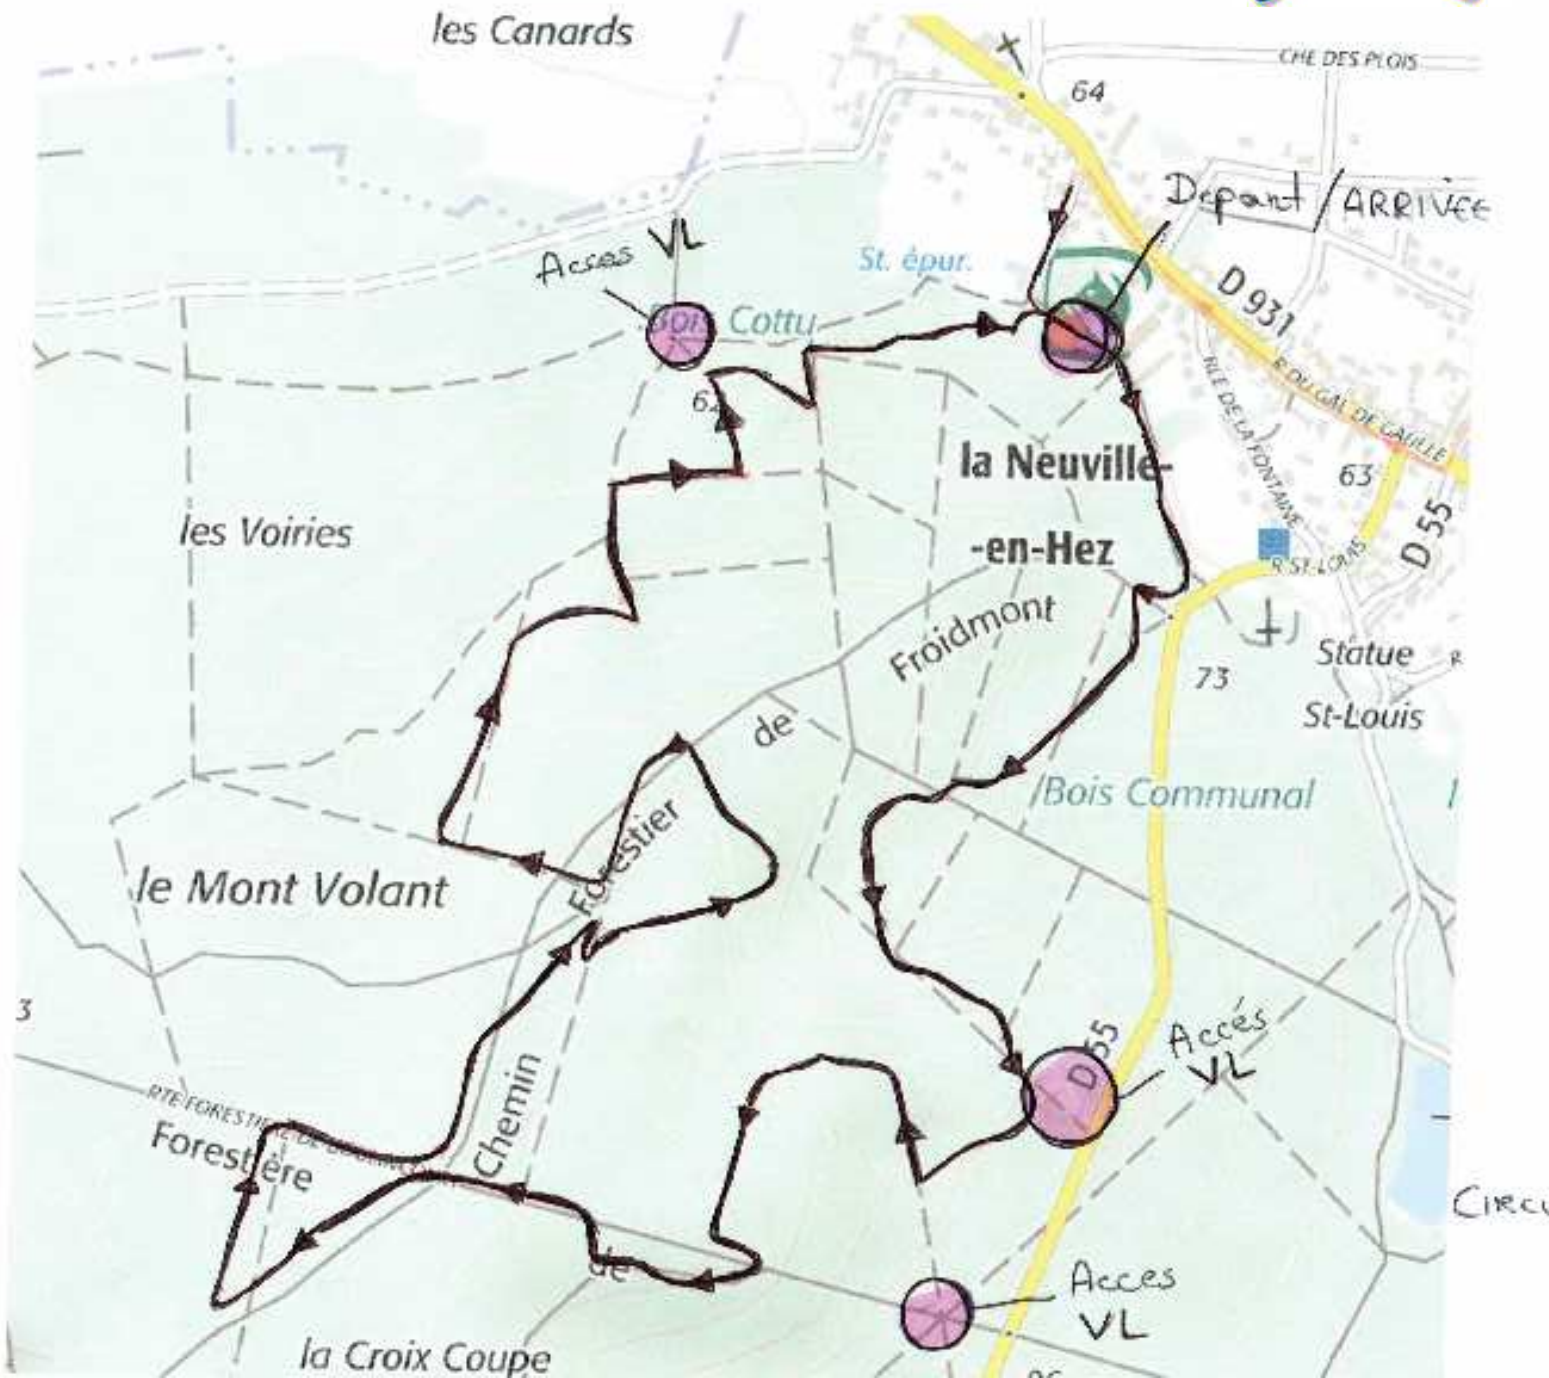 les Canards
CHE DES PLOIS
64
Depant / ARRIVEE
Acses VL
St. épur.
Bois Cottu
D 931
R DU GAL DE GAULLE
RLE DE LA FONTAINE
62
la Neuville-
-en-Hez
63
D 55
les Voiries
R ST-LOUIS
Froidmont
Statue
St-Louis
R
73
de
Bois Communal
Forestier
le Mont Volant
3
D 55
Accés
VL
Chemin
RTE FORESTIÈRE DE
Forestière
de
CIRCU
Acces
VL
la Croix Coupe